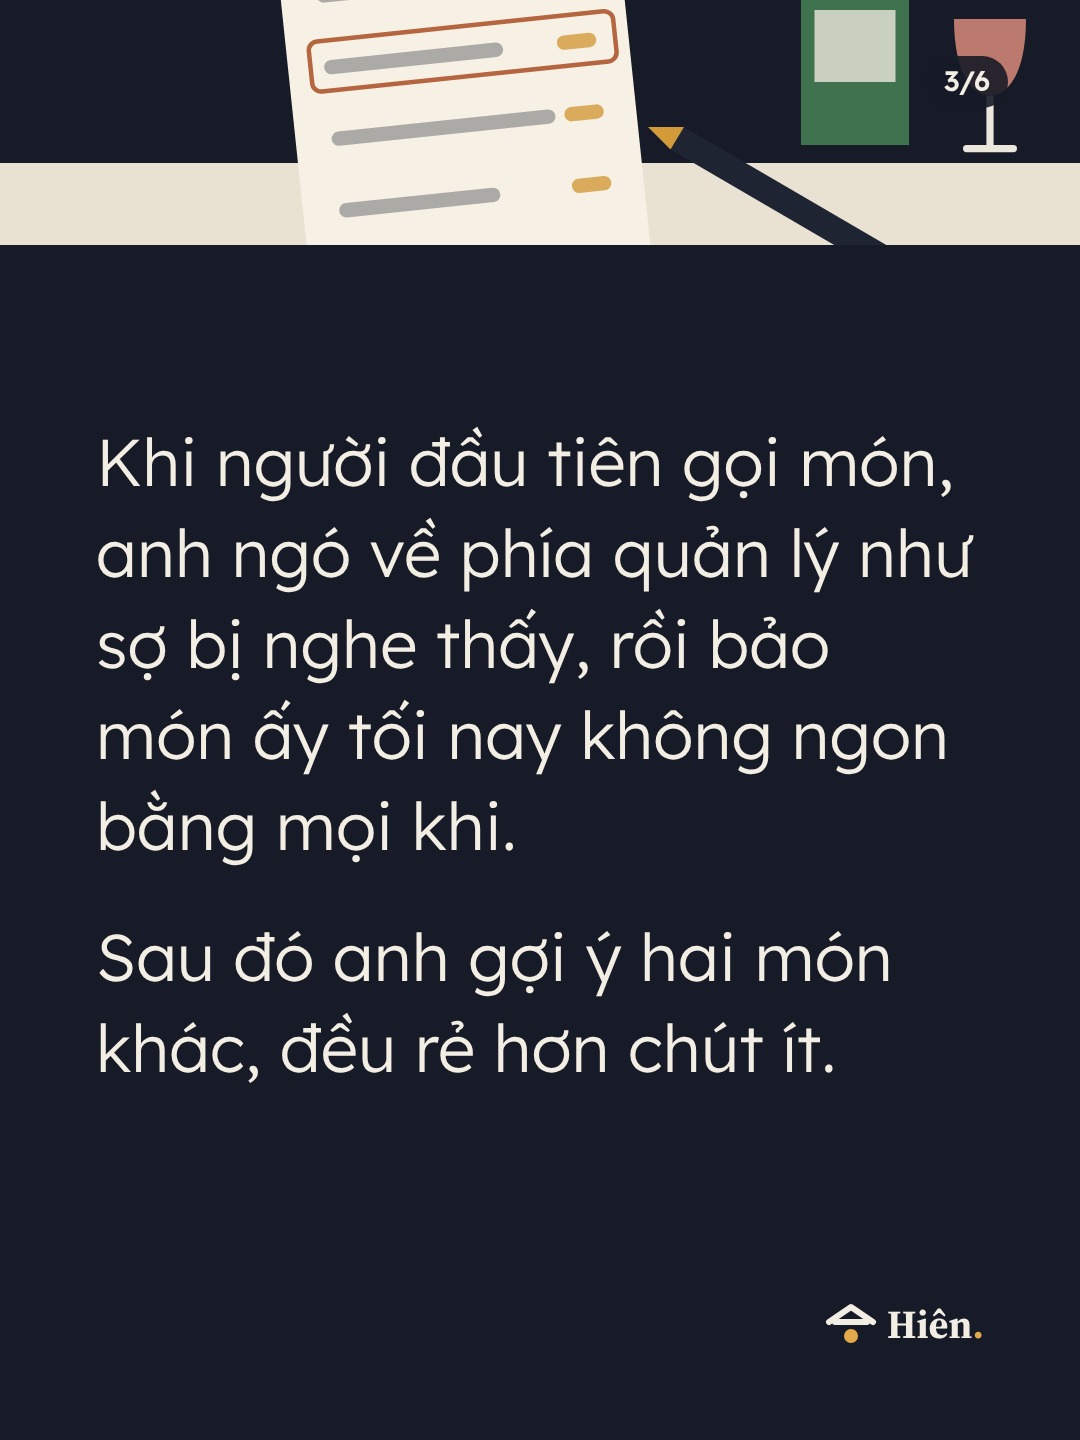 3/6
Khi người đầu tiên gọi món,
anh ngó về phía quản lý như
sợ bị nghe thấy, rồi bảo
món ấy tối nay không ngon
bằng mọi khi.
Sau đó anh gợi ý hai món
khác, đều rẻ hơn chút ít.
Hiên.